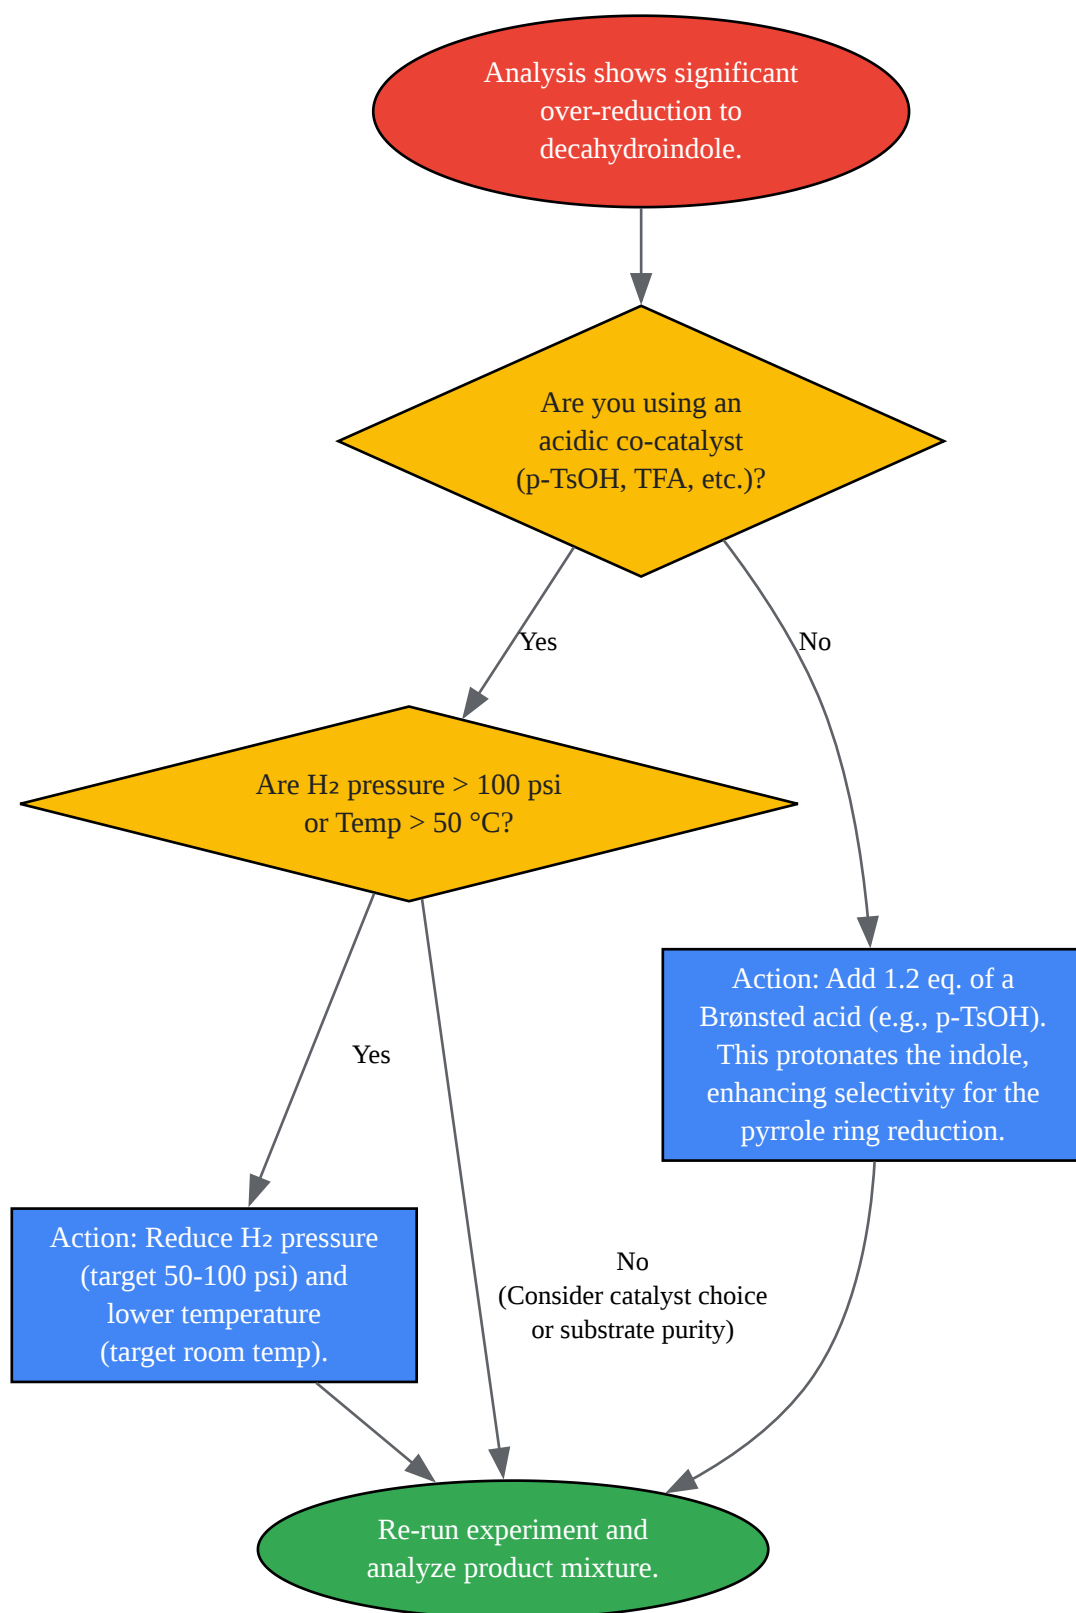 Analysis shows significant
over-reduction to
decahydroindole.
Are you using an
acidic co-catalyst
(p-TsOH, TFA, etc.)?
Yes
No
Are H₂ pressure > 100 psi
or Temp > 50 °C?
Action: Add 1.2 eq. of a
Brønsted acid (e.g., p-TsOH).
This protonates the indole,
enhancing selectivity for the
pyrrole ring reduction.
Yes
Action: Reduce H₂ pressure
(target 50-100 psi) and
lower temperature
(target room temp).
No
(Consider catalyst choice
or substrate purity)
Re-run experiment and
analyze product mixture.